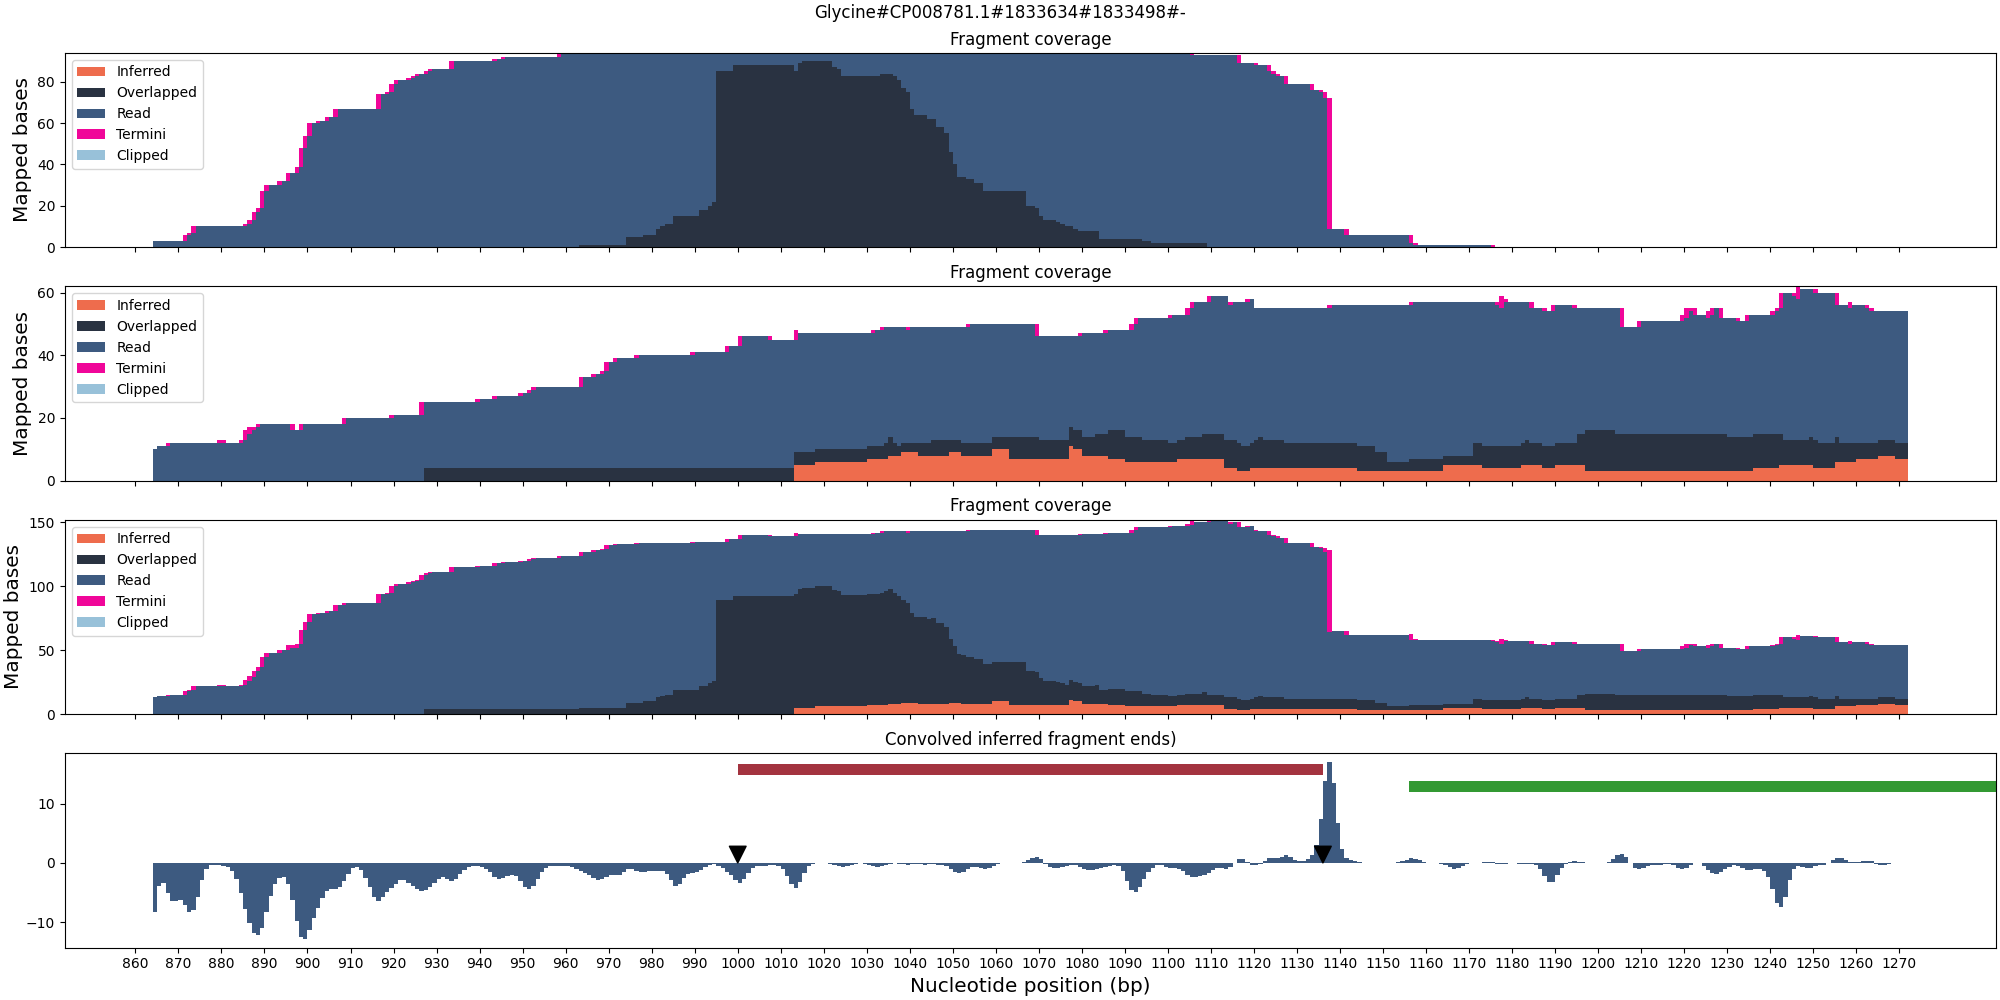 Glycine#CP008781.1#1833634#1833498#-
Fragment coverage
Mapped bases
80
60
40
20
0
Inferred
Overlapped
Read
Termini
Clipped
Fragment coverage
Mapped bases
60
40
20
0
Inferred
Overlapped
Read
Termini
Clipped
Fragment coverage
Mapped bases
150
100
50
0
Inferred
Overlapped
Read
Termini
Clipped
Convolved inferred fragment ends)
10
0
−10
860 870 880 890 900 910 920 930 940 950 960 970 980 990 1000 1010 1020 1030 1040 1050 1060 1070 1080 1090 1100 1110 1120 1130 1140 1150 1160 1170 1180 1190 1200 1210 1220 1230 1240 1250 1260 1270
Nucleotide position (bp)